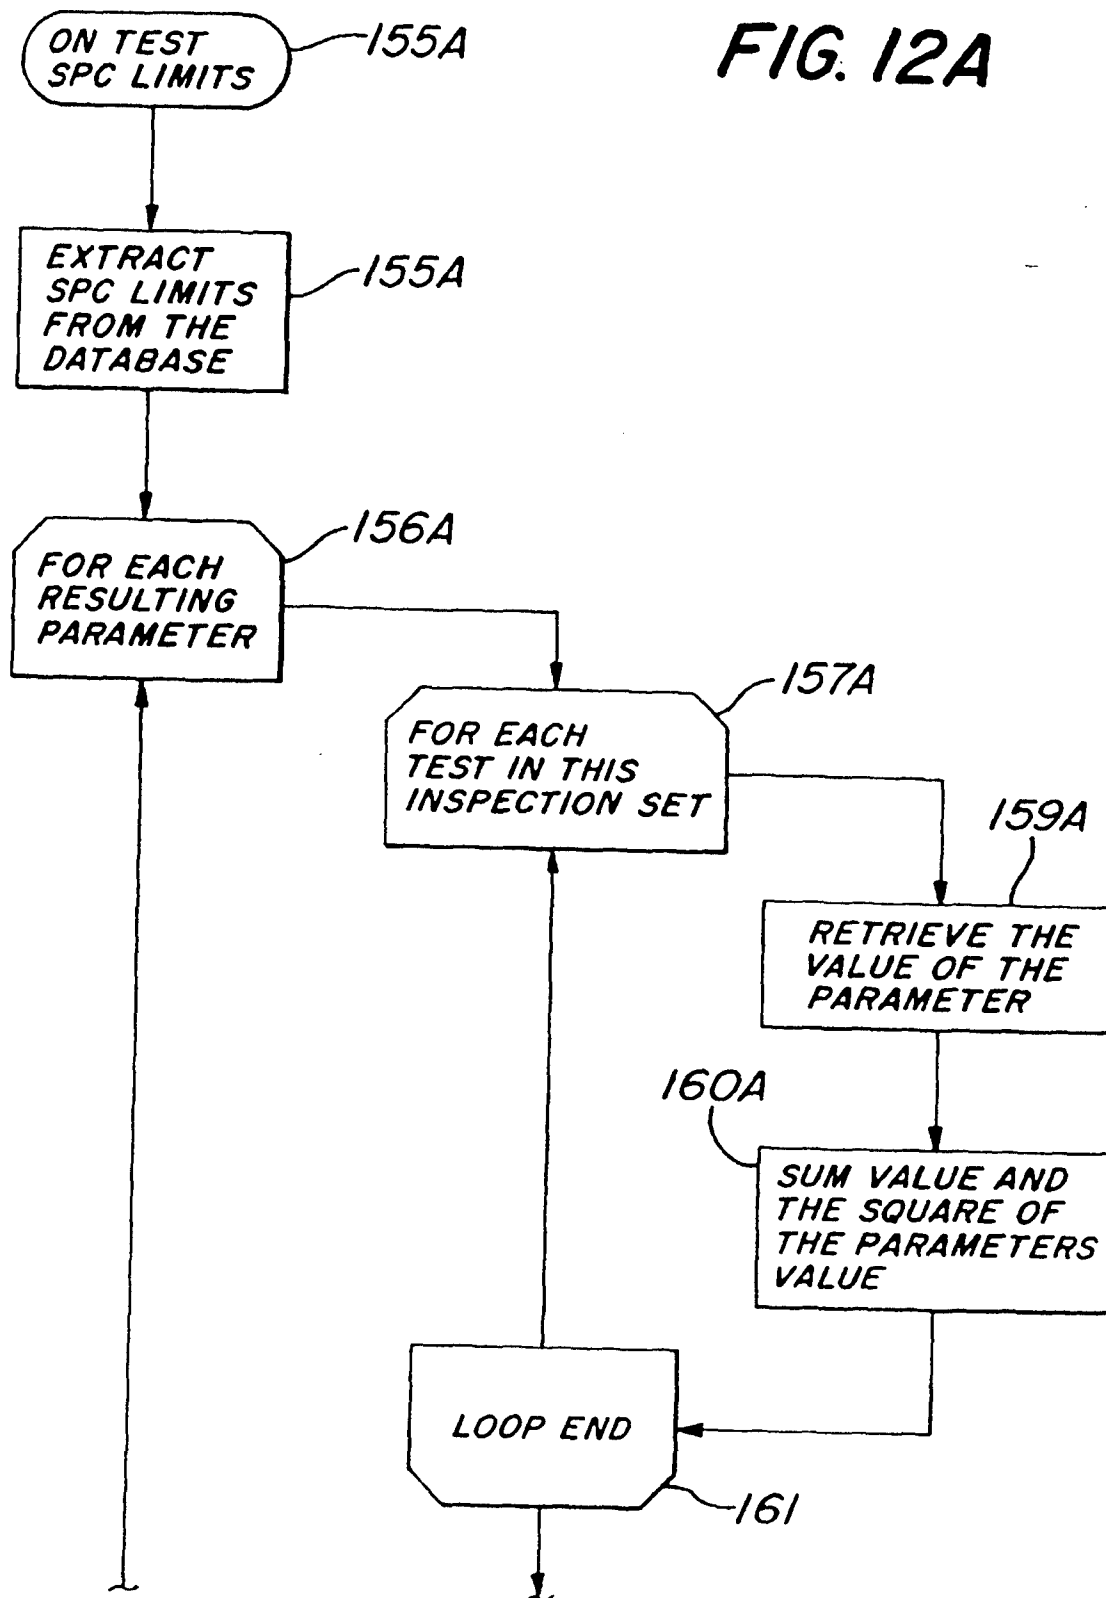 FIG. 12A
ON TEST
SPC LIMITS
155A
EXTRACT
SPC LIMITS
FROM THE
DATABASE
155A
FOR EACH
RESULTING
PARAMETER
156A
FOR EACH
TEST IN THIS
INSPECTION SET
157A
159A
RETRIEVE THE
VALUE OF THE
PARAMETER
160A
SUM VALUE AND
THE SQUARE OF
THE PARAMETERS
VALUE
LOOP END
161